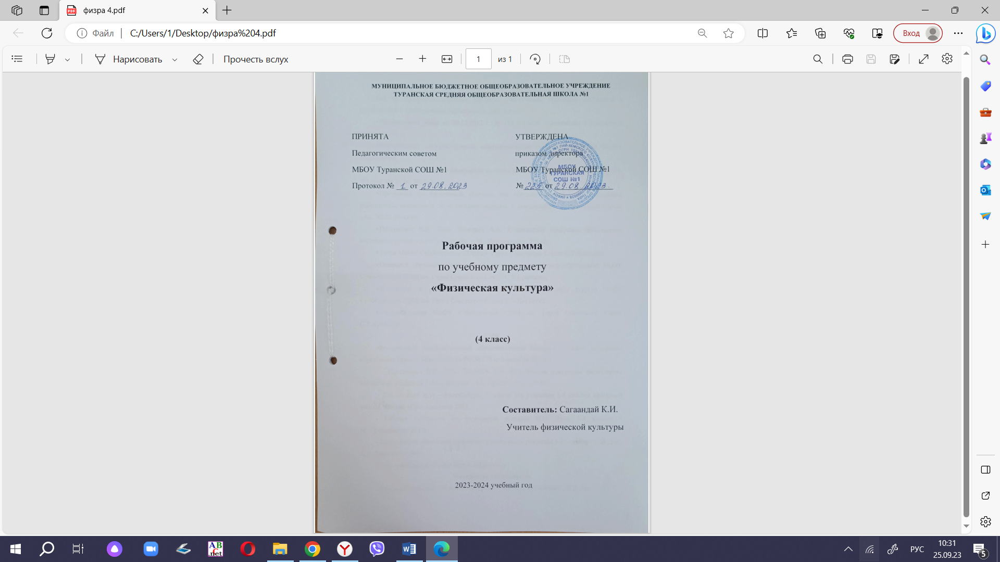 физра 4.pdf
Файл
C:/Users/1/Desktop/физра%204.pdf
Вход
Нарисовать
Прочесть вслух
1 из 1
МУНИЦИПАЛЬНОЕ БЮДЖЕТНОЕ ОБЩЕОБРАЗОВАТЕЛЬНОЕ УЧРЕЖДЕНИЕ
ТУРАНСКАЯ СРЕДНЯЯ ОБЩЕОБРАЗОВАТЕЛЬНАЯ ШКОЛА №1
ПРИНЯТА
Педагогическим советом
МБОУ Туранской СОШ №1
Протокол № 1 от 29.08.2023
УТВЕРЖДЕНА
приказом директора
МБОУ Туранской СОШ №1
№ 225 от 29.08.2023.
МБОУ
ТУРАНСКАЯ
СОШ №1
Рабочая программа
по учебному предмету
«Физическая культура»
(4 класс)
Составитель: Сагаандай К.И.
Учитель физической культуры
2023-2024 учебный год
ABC
.net
РУС
10:31
25.09.23
5